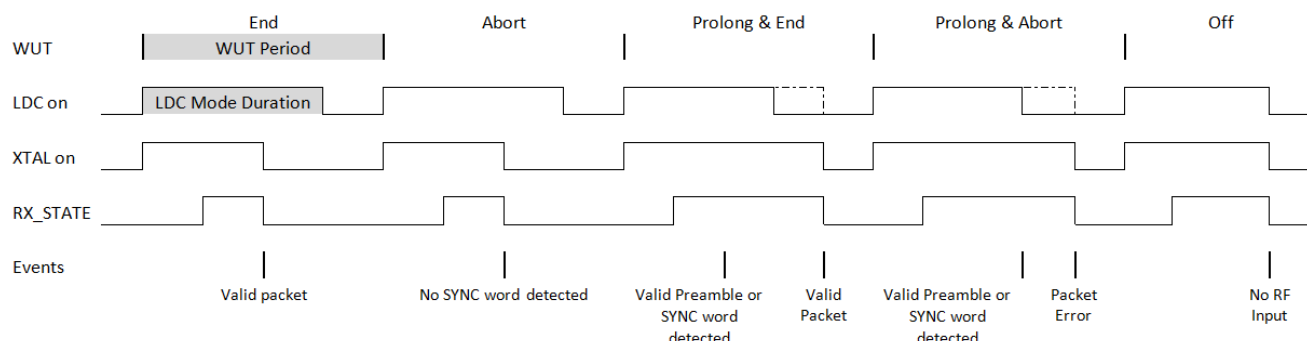 End Abort Prolong & End Prolong & Abort Off
WUT WUT Period
LDC on LDC Mode Duration
XTAL on
RX_STATE
Events
Valid packet No SYNC word detected Valid Preamble or Valid Valid Preamble or Packet No RF
SYNC word Packet SYNC word Error Input
detected detected